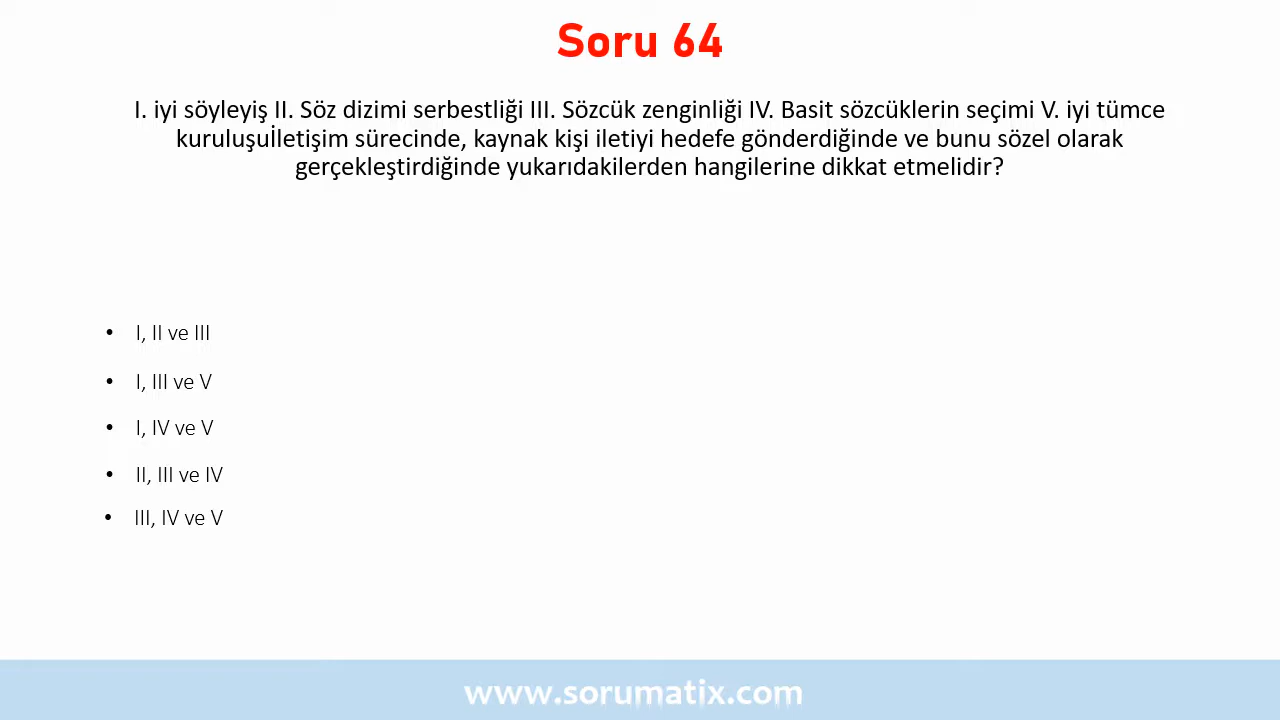 Soru 64
I. iyi söyleyiş II. Söz dizimi serbestliği III. Sözcük zenginliği IV. Basit sözcüklerin seçimi V. iyi tümce
kuruluşuİletişim sürecinde, kaynak kişi iletiyi hedefe gönderdiğinde ve bunu sözel olarak
gerçekleştirdiğinde yukarıdakilerden hangilerine dikkat etmelidir?
• I, II ve III
• I, III ve V
• I, IV ve V
• II, III ve IV
• III, IV ve V
www.sorumatix.com